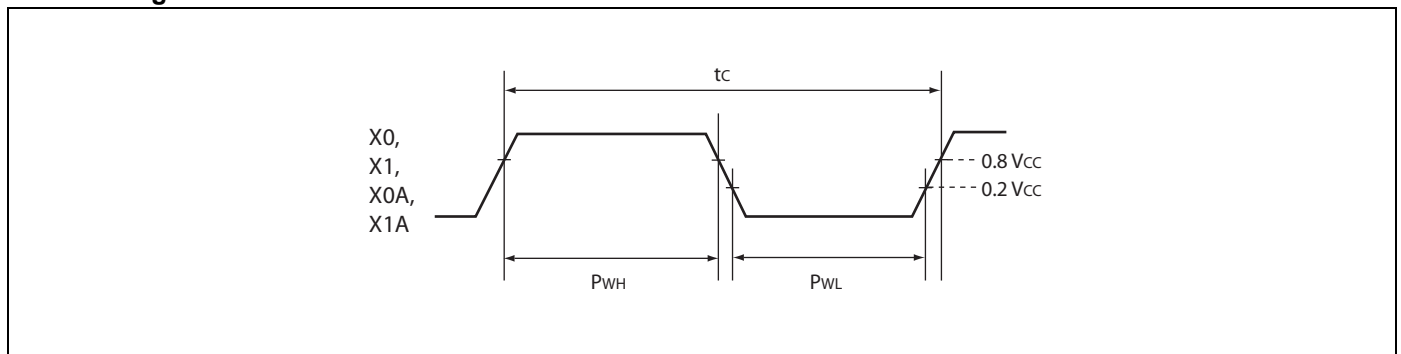 tC
X0,
X1,
X0A,
X1A
0.8 VCC
0.2 VCC
PWH
PWL